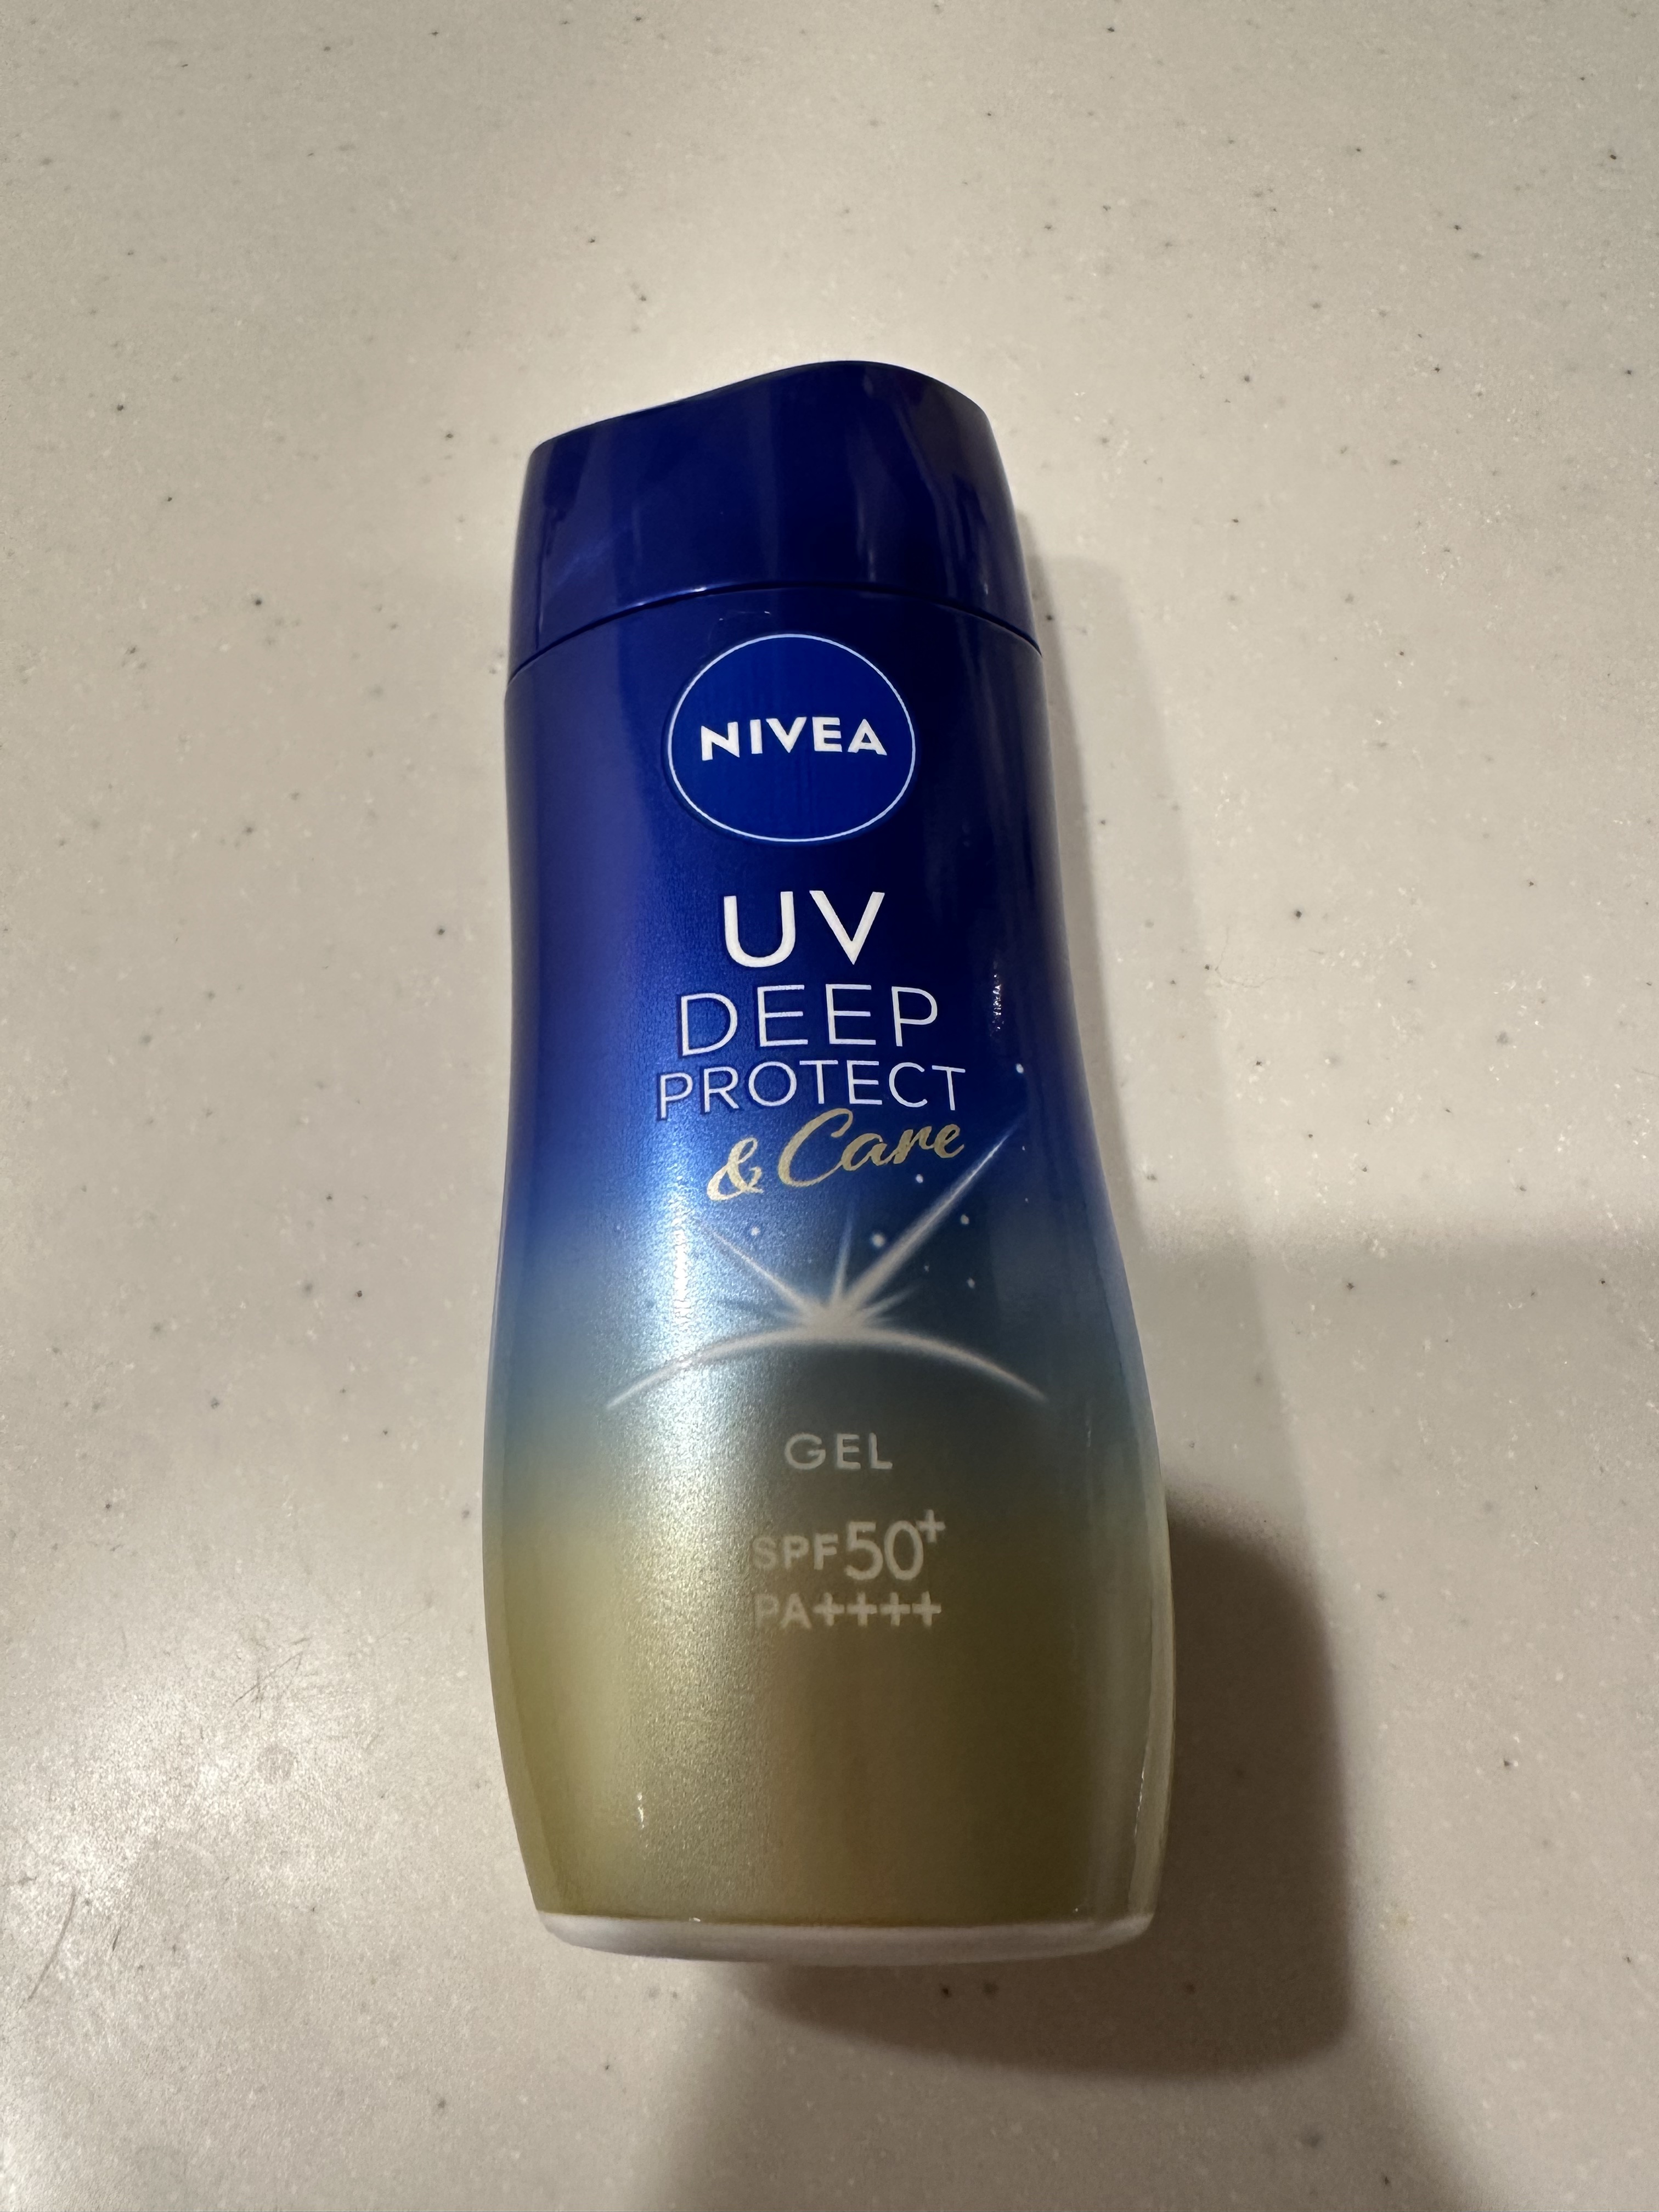 NIVEA
UV
DEEP
PROTECT
& Care
GEL
SPF50+
PA++++